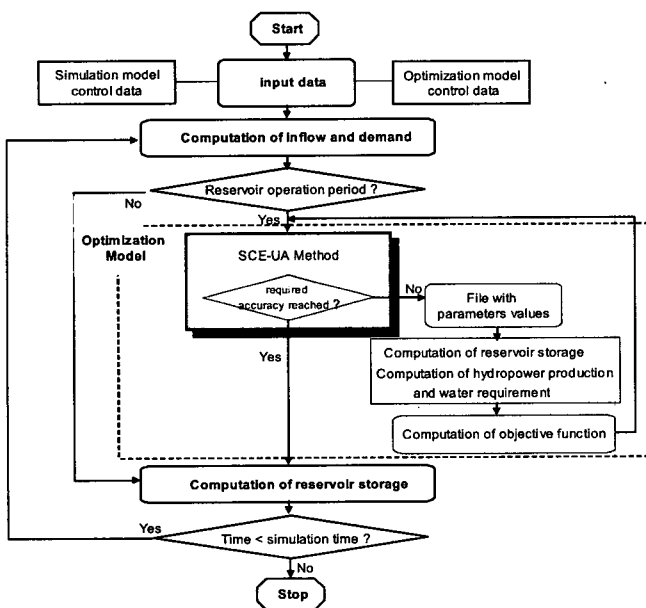 Start
Simulation model
control data
input data
Optimization model
control data
Computation of inflow and demand
Reservoir operation period ?
No
Yes
Optimization
Model
SCE-UA Method
required
accuracy reached ?
No
File with
parameters values
Yes
Computation of reservoir storage
Computation of hydropower production
and water requirement
Computation of objective function
Computation of reservoir storage
Yes
Time < simulation time ?
No
Stop